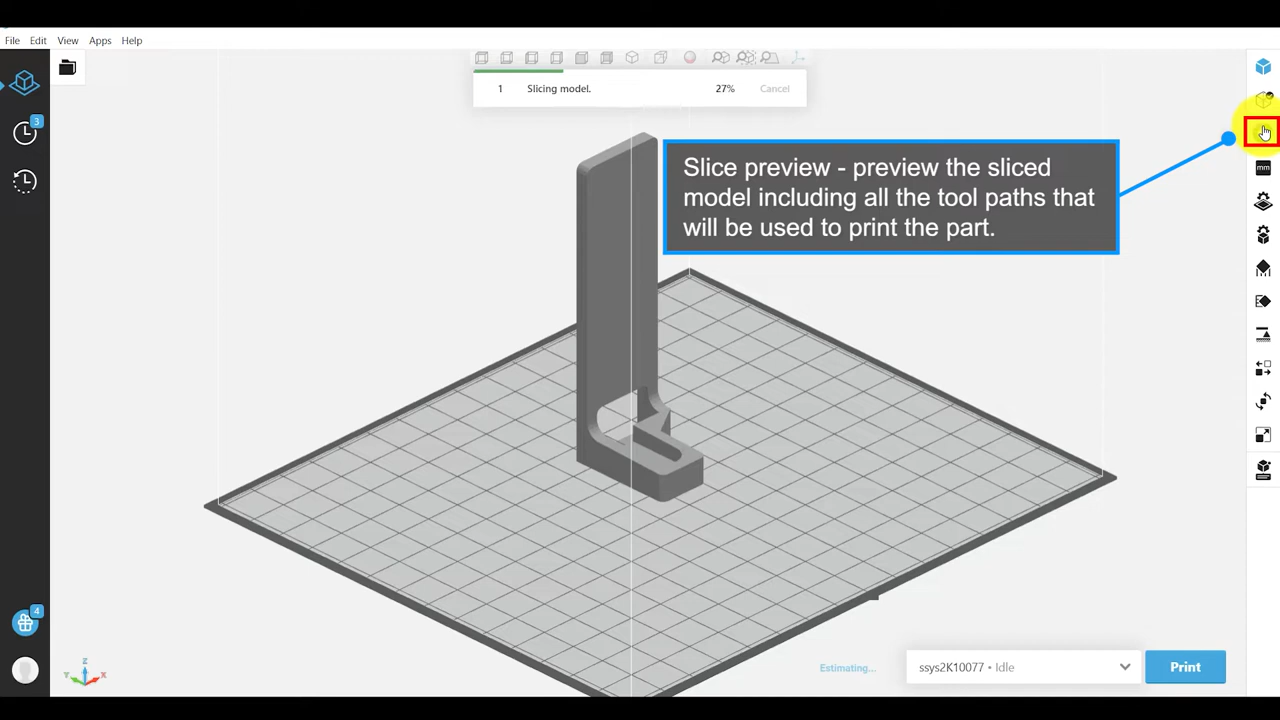 File Edit View Apps Help
1 Slicing model. 27% Cancel
Slice preview - preview the sliced
model including all the tool paths that
will be used to print the part.
mm
3
4
Z
Y X
Estimating... ssys2K10077 • Idle Print